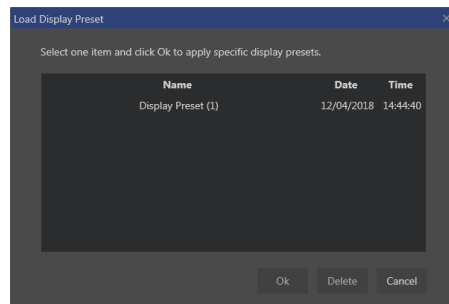 Load Display Preset
Select one item and click Ok to apply specific display presets.
Name Date Time
Display Preset (1) 12/04/2018 14:44:40
Ok Delete Cancel